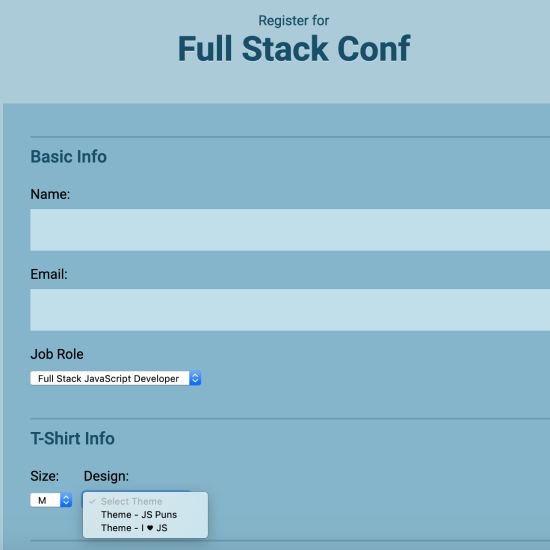 Register for
Full Stack Conf
Basic Info
Name:
Email:
Job Role
Full Stack JavaScript Developer
T-Shirt Info
Size: Design:
M ✓ Select Theme
Theme - JS Puns
Theme - I ♥ JS